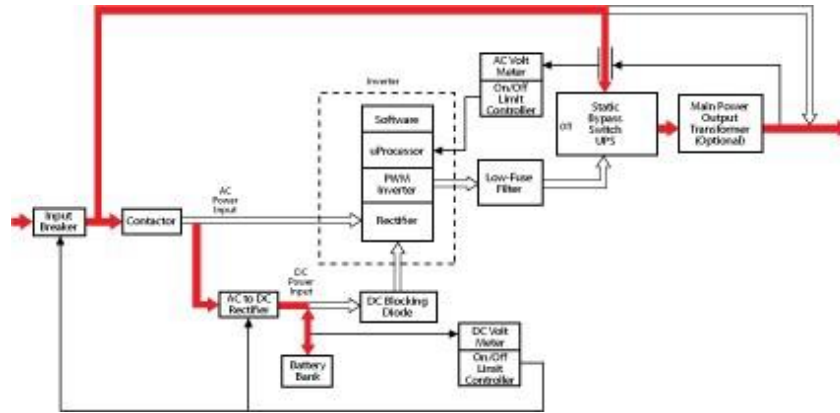 AC Volt
Meter
On/Off
Limit
Controller
Inverter
Software
uProcessor
PWM
Inverter
Rectifier
Static
Bypass
Switch
UPS
Off
Main Power
Output
Transformer
(Optional)
Low-Fuse
Filter
AC
Power
Input
Input
Breaker
Contactor
DC
Power
Input
AC to DC
Rectifier
DC Blocking
Diode
Battery
Bank
DC Volt
Meter
On/Off
Limit
Controller